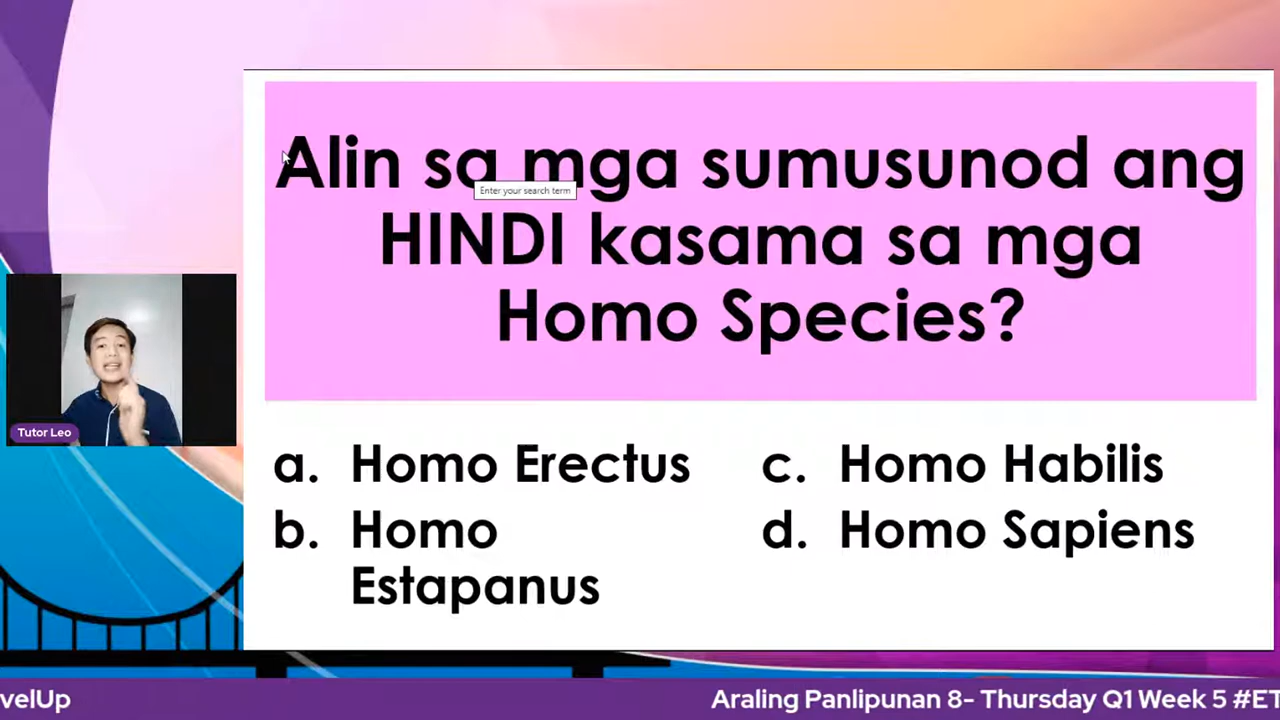 Alin sa mga sumusunod ang
Enter your search term
HINDI kasama sa mga
Homo Species?
Tutor Leo
a. Homo Erectus
b. Homo
Estapanus
c. Homo Habilis
d. Homo Sapiens
velUp
Araling Panlipunan 8- Thursday Q1 Week 5 #ET